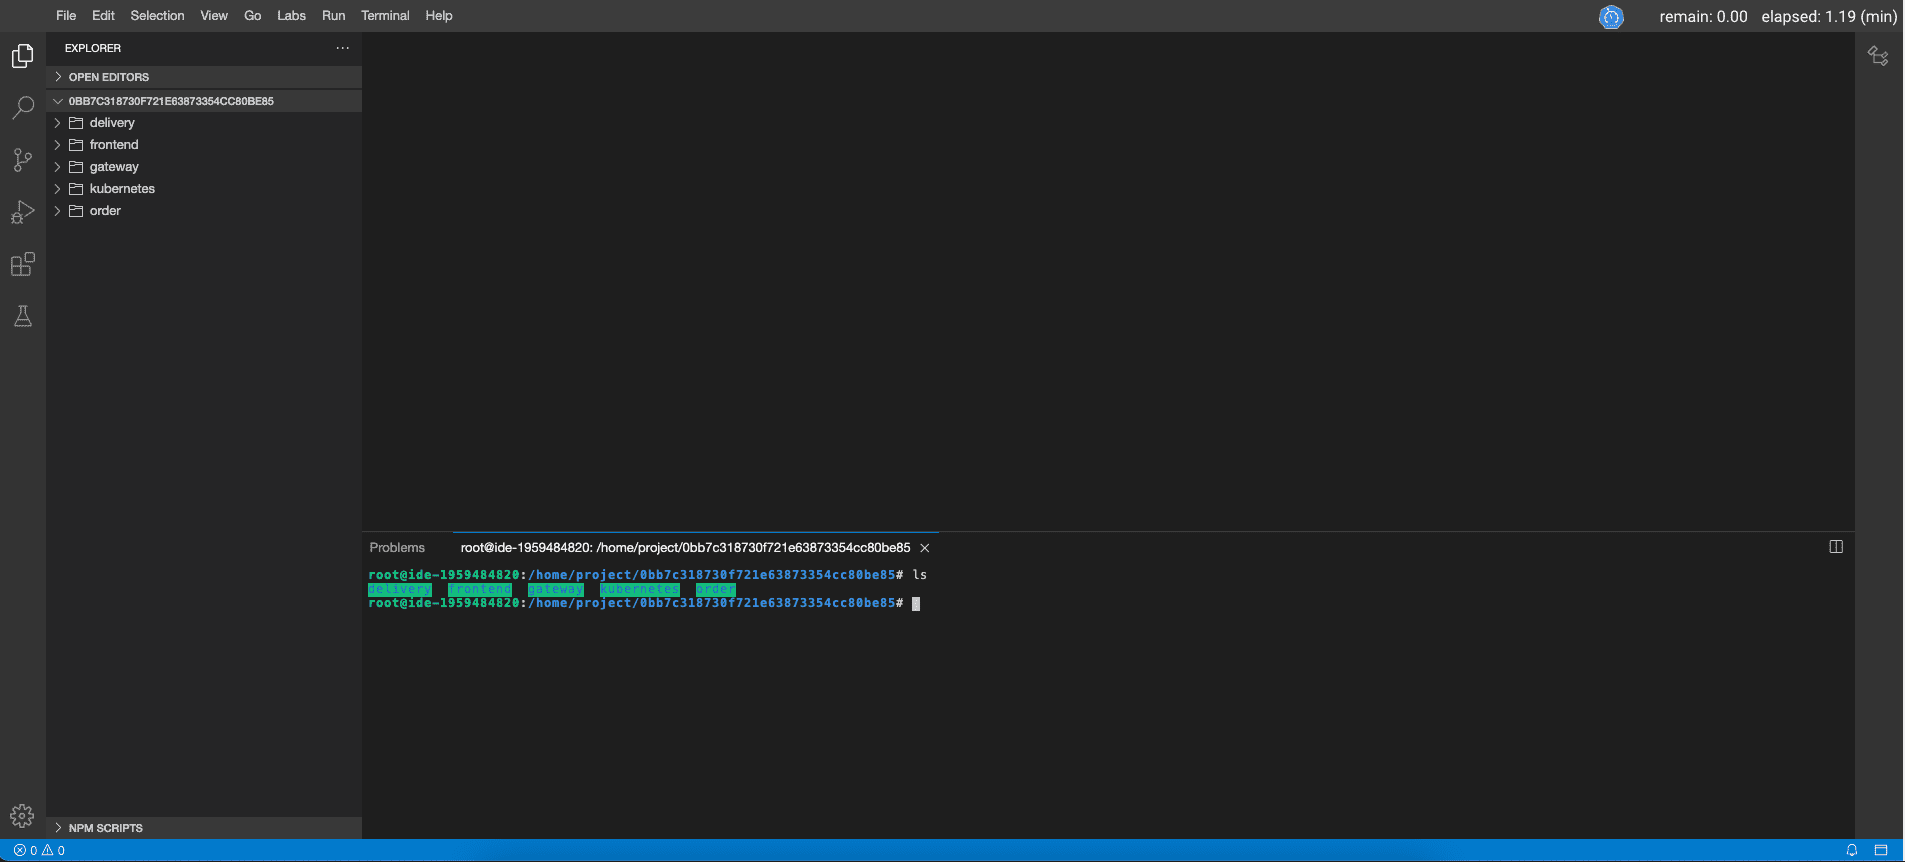 File Edit Selection View Go Labs Run Terminal Help
remain: 0.00 elapsed: 1.19 (min)
EXPLORER
OPEN EDITORS
0BB7C318730F721E63873354CC80BE85
delivery
frontend
gateway
kubernetes
order
NPM SCRIPTS
Problems
root@ide-1959484820: /home/project/0bb7c318730f721e63873354cc80be85
root@ide-1959484820:/home/project/0bb7c318730f721e63873354cc80be85# ls
delivery frontend gateway kubernetes order
root@ide-1959484820:/home/project/0bb7c318730f721e63873354cc80be85#
0 0